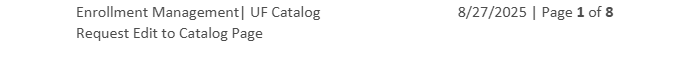 Enrollment Management| UF Catalog 8/27/2025 | Page 1 of 8
Request Edit to Catalog Page